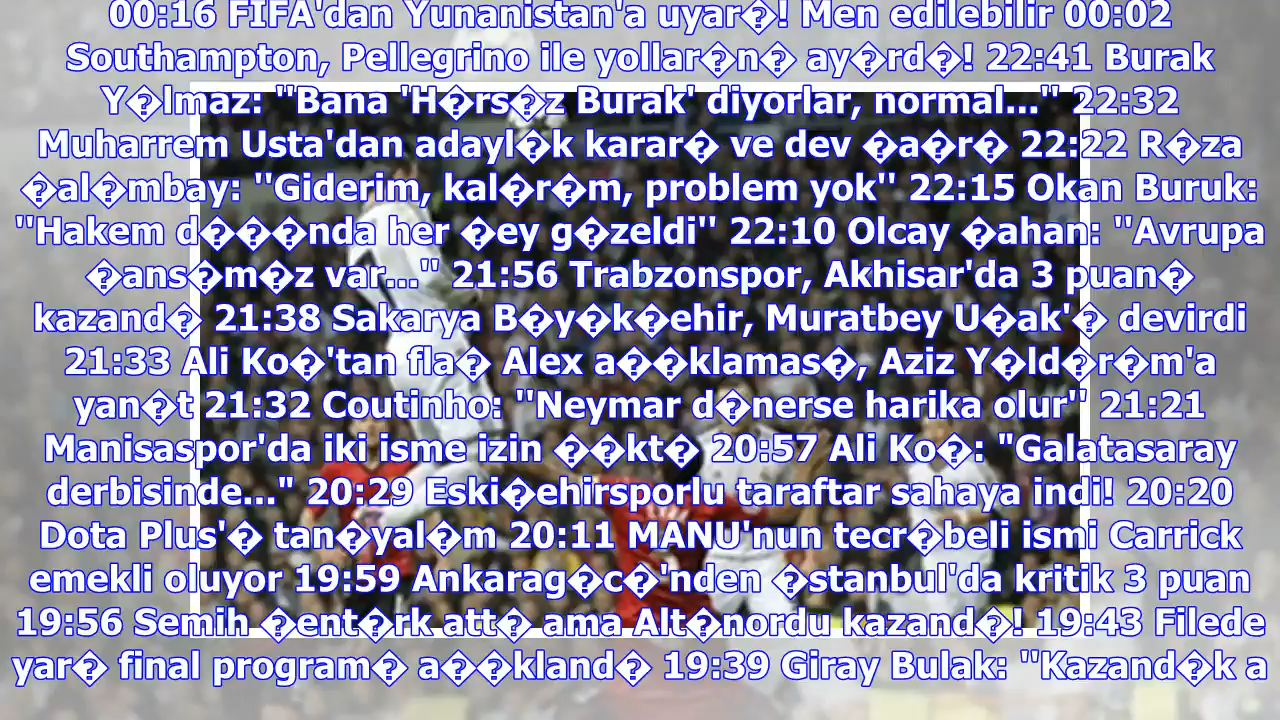 00:16 FIFA'dan Yunanistan'a uyar�! Men edilebilir 00:02
Southampton, Pellegrino ile yollar�n� ay�rd�! 22:41 Burak
Y�lmaz: ''Bana 'H�rs�z Burak' diyorlar, normal...'' 22:32
Muharrem Usta'dan adayl�k karar� ve dev �a�r� 22:22 R�za
�al�mbay: ''Giderim, kal�r�m, problem yok'' 22:15 Okan Buruk:
''Hakem d���nda her �ey g�zeldi'' 22:10 Olcay �ahan: ''Avrupa
�ans�m�z var...'' 21:56 Trabzonspor, Akhisar'da 3 puan�
kazand� 21:38 Sakarya B�y�k�ehir, Muratbey U�ak'� devirdi
21:33 Ali Ko�'tan fla� Alex a��klamas�, Aziz Y�ld�r�m'a
yan�t 21:32 Coutinho: ''Neymar d�nerse harika olur'' 21:21
Manisaspor'da iki isme izin ��kt� 20:57 Ali Ko�: "Galatasaray
derbisinde..." 20:29 Eski�ehirsporlu taraftar sahaya indi! 20:20
Dota Plus'� tan�yal�m 20:11 MANU'nun tecr�beli ismi Carrick
emekli oluyor 19:59 Ankarag�c�'nden �stanbul'da kritik 3 puan
19:56 Semih �ent�rk att� ama Alt�nordu kazand�! 19:43 Filede
yar� final program� a��kland� 19:39 Giray Bulak: ''Kazand�k a